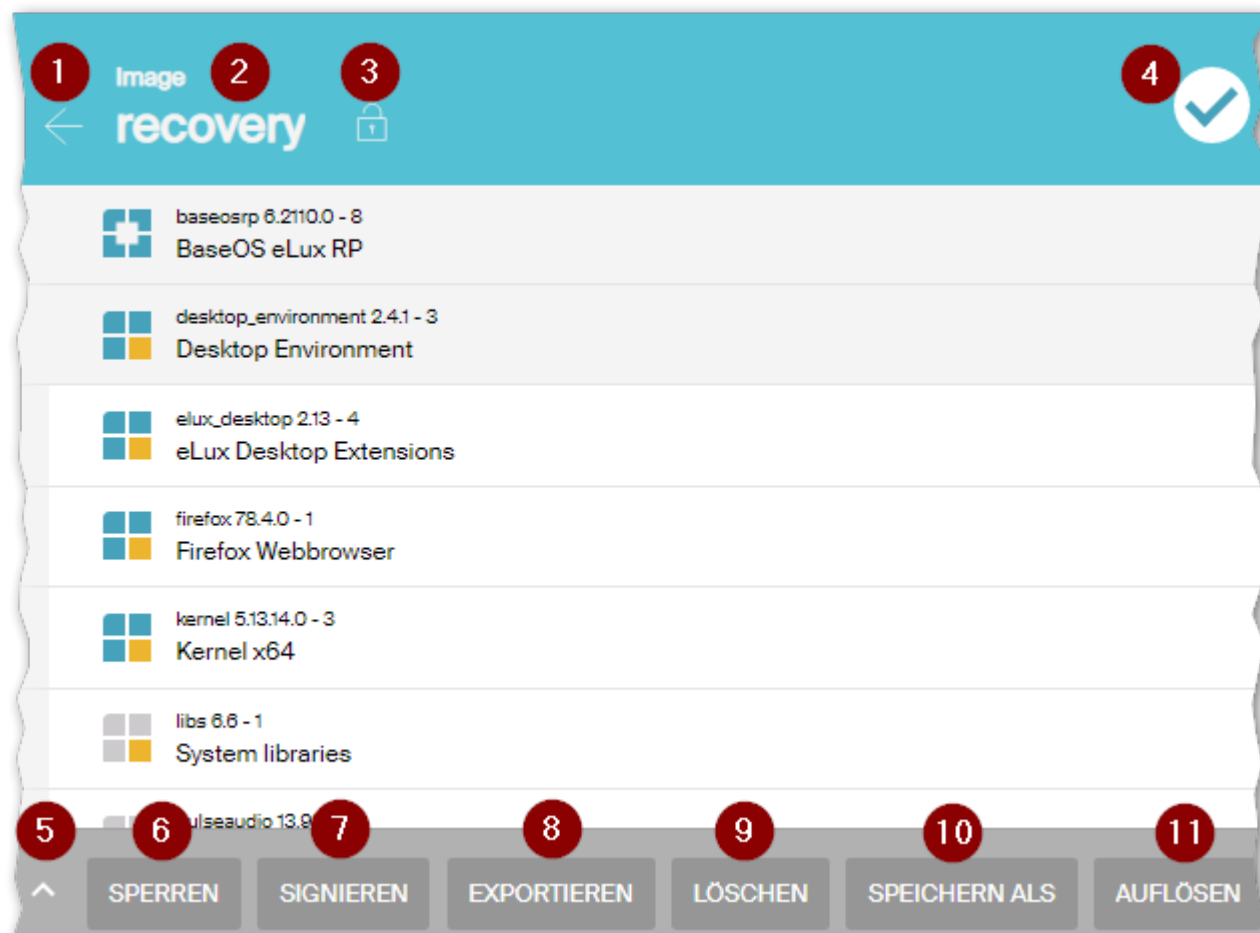 1
Image
2
3
4
recovery
baseosrp 6.2110.0 - 8
BaseOS eLux RP
desktop_environment 2.4.1 - 3
Desktop Environment
elux_desktop 2.13 - 4
eLux Desktop Extensions
firefox 78.4.0 - 1
Firefox Webbrowser
kernel 5.13.14.0 - 3
Kernel x64
libs 6.6 - 1
System libraries
ulseaudio 13.9
5
6
7
8
9
10
11
SPERREN
SIGNIEREN
EXPORTIEREN
LÖSCHEN
SPEICHERN ALS
AUFLÖSEN